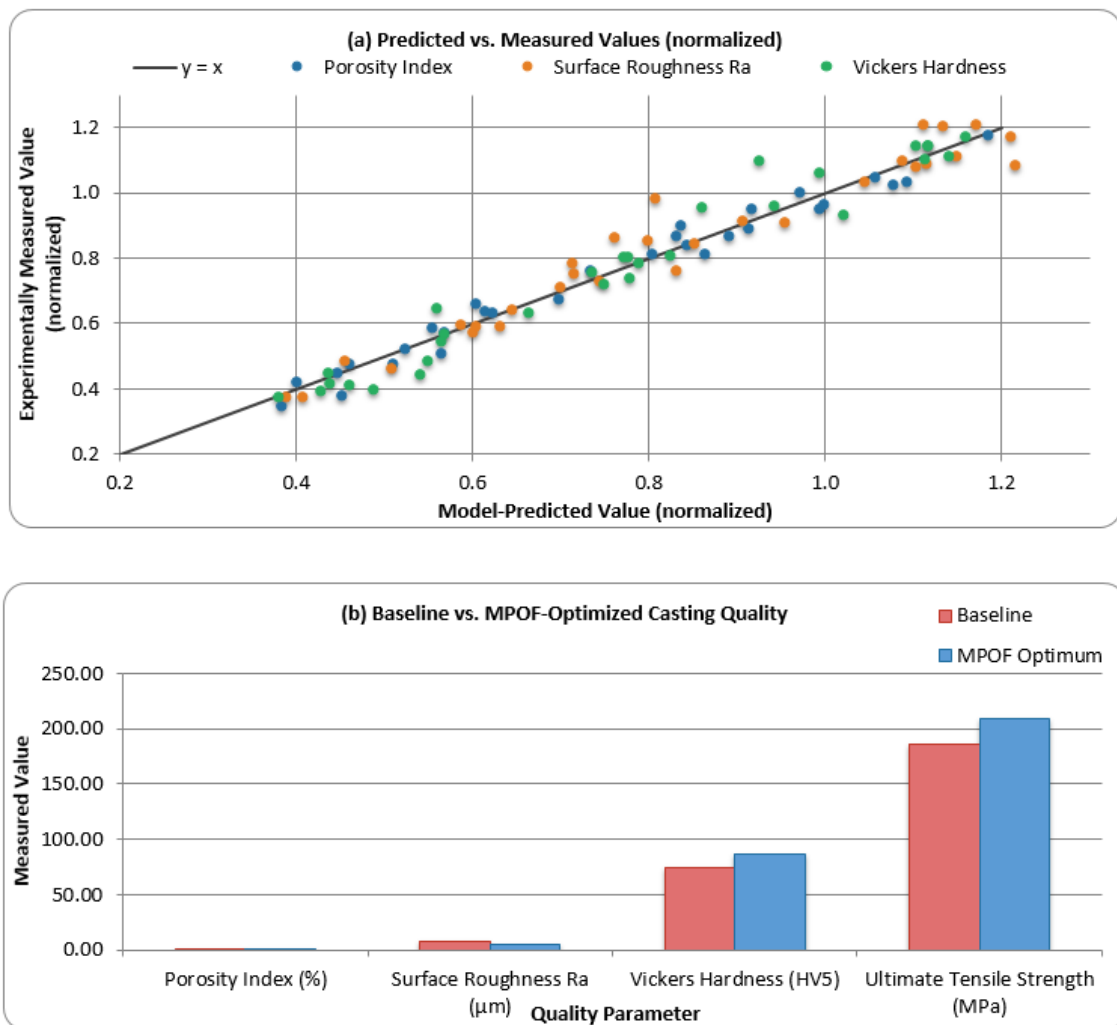 (a) Predicted vs. Measured Values (normalized)
y = x
Porosity Index
Surface Roughness Ra
Vickers Hardness
Experimentally Measured Value
(normalized)
1.2
1.0
0.8
0.6
0.4
0.2
0.2 0.4 0.6 0.8 1.0 1.2
Model-Predicted Value (normalized)
(b) Baseline vs. MPOF-Optimized Casting Quality
Baseline
MPOF Optimum
Measured Value
250.00
200.00
150.00
100.00
50.00
0.00
Porosity Index (%)
Surface Roughness Ra
(µm)
Vickers Hardness (HV5)
Ultimate Tensile Strength
(MPa)
Quality Parameter